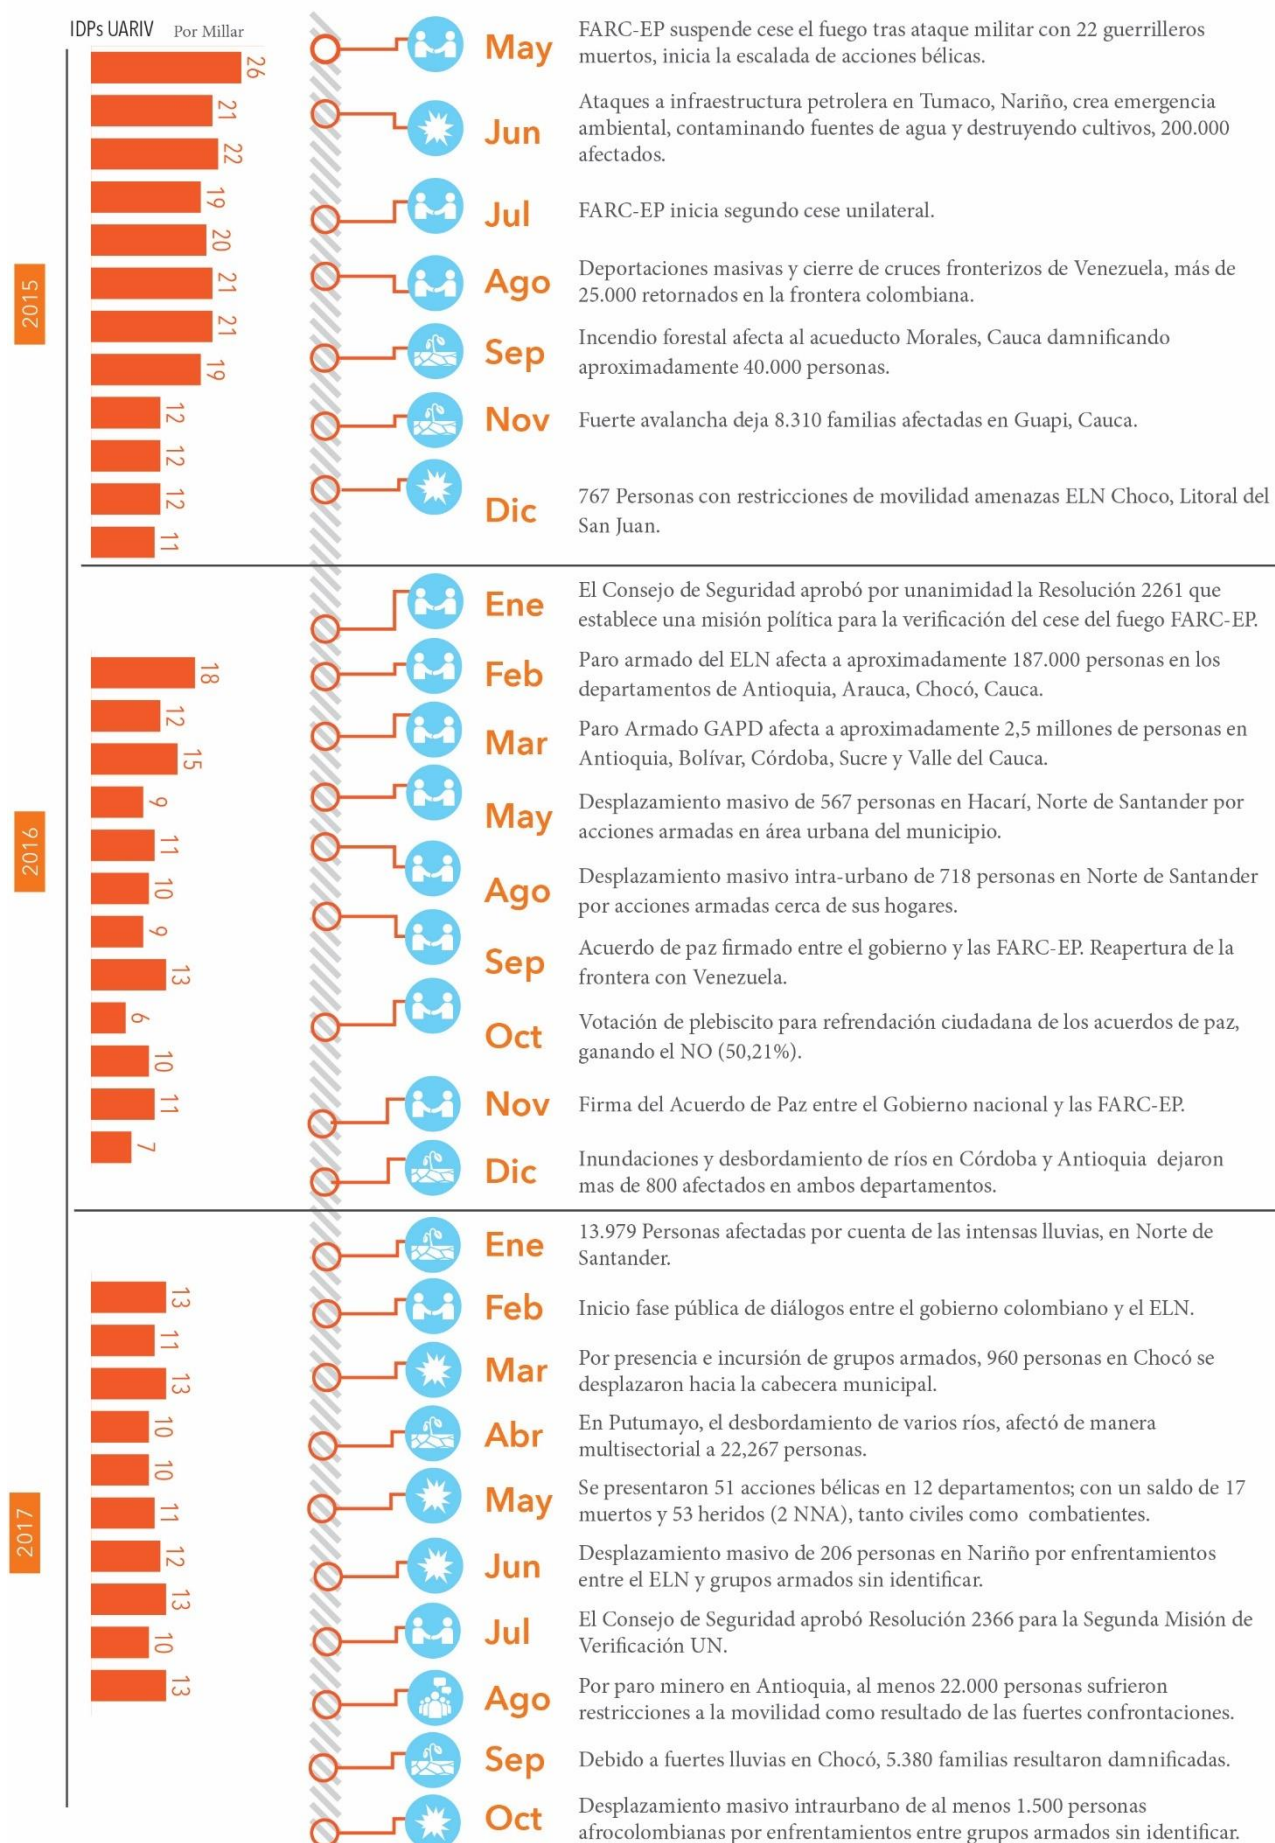 IDPs UARIV Por Millar
2015
26
21
22
19
20
21
21
19
12
12
12
11
May
FARC-EP suspende cese el fuego tras ataque militar con 22 guerrilleros
muertos, inicia la escalada de acciones bélicas.
Jun
Ataques a infraestructura petrolera en Tumaco, Nariño, crea emergencia
ambiental, contaminando fuentes de agua y destruyendo cultivos, 200.000
afectados.
Jul
FARC-EP inicia segundo cese unilateral.
Ago
Deportaciones masivas y cierre de cruces fronterizos de Venezuela, más de
25.000 retornados en la frontera colombiana.
Sep
Incendio forestal afecta al acueducto Morales, Cauca damnificando
aproximadamente 40.000 personas.
Nov
Fuerte avalancha deja 8.310 familias afectadas en Guapi, Cauca.
Dic
767 Personas con restricciones de movilidad amenazas ELN Choco, Litoral del
San Juan.
2016
18
12
15
9
11
10
9
13
6
10
11
7
Ene
El Consejo de Seguridad aprobó por unanimidad la Resolución 2261 que
establece una misión política para la verificación del cese del fuego FARC-EP.
Feb
Paro armado del ELN afecta a aproximadamente 187.000 personas en los
departamentos de Antioquia, Arauca, Chocó, Cauca.
Mar
Paro Armado GAPD afecta a aproximadamente 2,5 millones de personas en
Antioquia, Bolívar, Córdoba, Sucre y Valle del Cauca.
May
Desplazamiento masivo de 567 personas en Hacarí, Norte de Santander por
acciones armadas en área urbana del municipio.
Ago
Desplazamiento masivo intra-urbano de 718 personas en Norte de Santander
por acciones armadas cerca de sus hogares.
Sep
Acuerdo de paz firmado entre el gobierno y las FARC-EP. Reapertura de la
frontera con Venezuela.
Oct
Votación de plebiscito para refrendación ciudadana de los acuerdos de paz,
ganando el NO (50,21%).
Nov
Firma del Acuerdo de Paz entre el Gobierno nacional y las FARC-EP.
Dic
Inundaciones y desbordamiento de ríos en Córdoba y Antioquia dejaron
mas de 800 afectados en ambos departamentos.
2017
13
11
13
10
10
11
12
13
10
13
Ene
13.979 Personas afectadas por cuenta de las intensas lluvias, en Norte de
Santander.
Feb
Inicio fase pública de diálogos entre el gobierno colombiano y el ELN.
Mar
Por presencia e incursión de grupos armados, 960 personas en Chocó se
desplazaron hacia la cabecera municipal.
Abr
En Putumayo, el desbordamiento de varios ríos, afectó de manera
multisectorial a 22,267 personas.
May
Se presentaron 51 acciones bélicas en 12 departamentos; con un saldo de 17
muertos y 53 heridos (2 NNA), tanto civiles como combatientes.
Jun
Desplazamiento masivo de 206 personas en Nariño por enfrentamientos
entre el ELN y grupos armados sin identificar.
Jul
El Consejo de Seguridad aprobó Resolución 2366 para la Segunda Misión de
Verificación UN.
Ago
Por paro minero en Antioquia, al menos 22.000 personas sufrieron
restricciones a la movilidad como resultado de las fuertes confrontaciones.
Sep
Debido a fuertes lluvias en Chocó, 5.380 familias resultaron damnificadas.
Oct
Desplazamiento masivo intraurbano de al menos 1.500 personas
afrocolombianas por enfrentamientos entre grupos armados sin identificar.